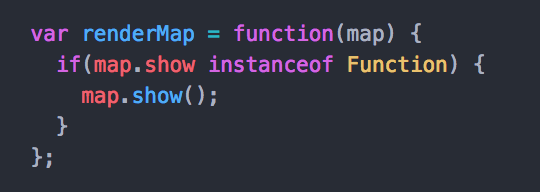 var renderMap = function(map) {
  if(map.show instanceof Function) {
    map.show();
  }
};